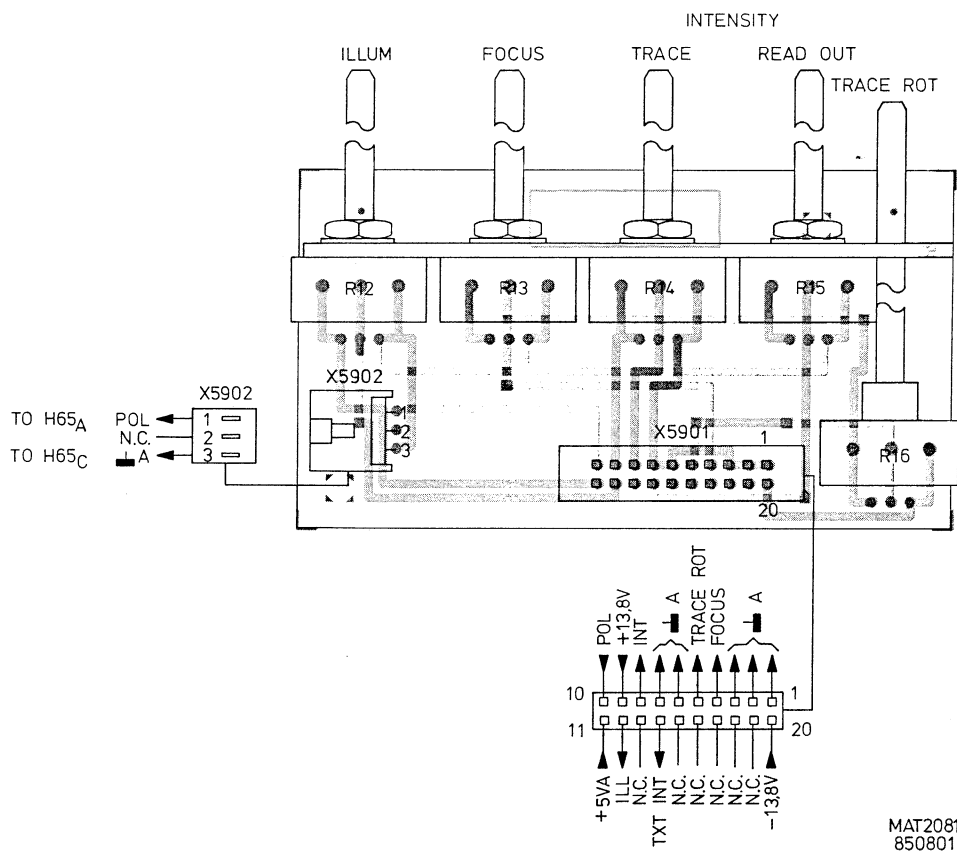 INTENSITY
ILLUM
FOCUS
TRACE
READ OUT
TRACE ROT
R12
R13
R14
R15
X5902
X5902
1
2
3
TO H65A
POL
1
N.C.
2
TO H65C
A
3
X5901
1
20
R16
POL
+13,8V
INT
A
TRACE ROT
FOCUS
A
10
1
11
20
+5VA
ILL
N.C.
TXT INT
N.C.
N.C.
N.C.
N.C.
N.C.
-13,8V
MAT2081
850801